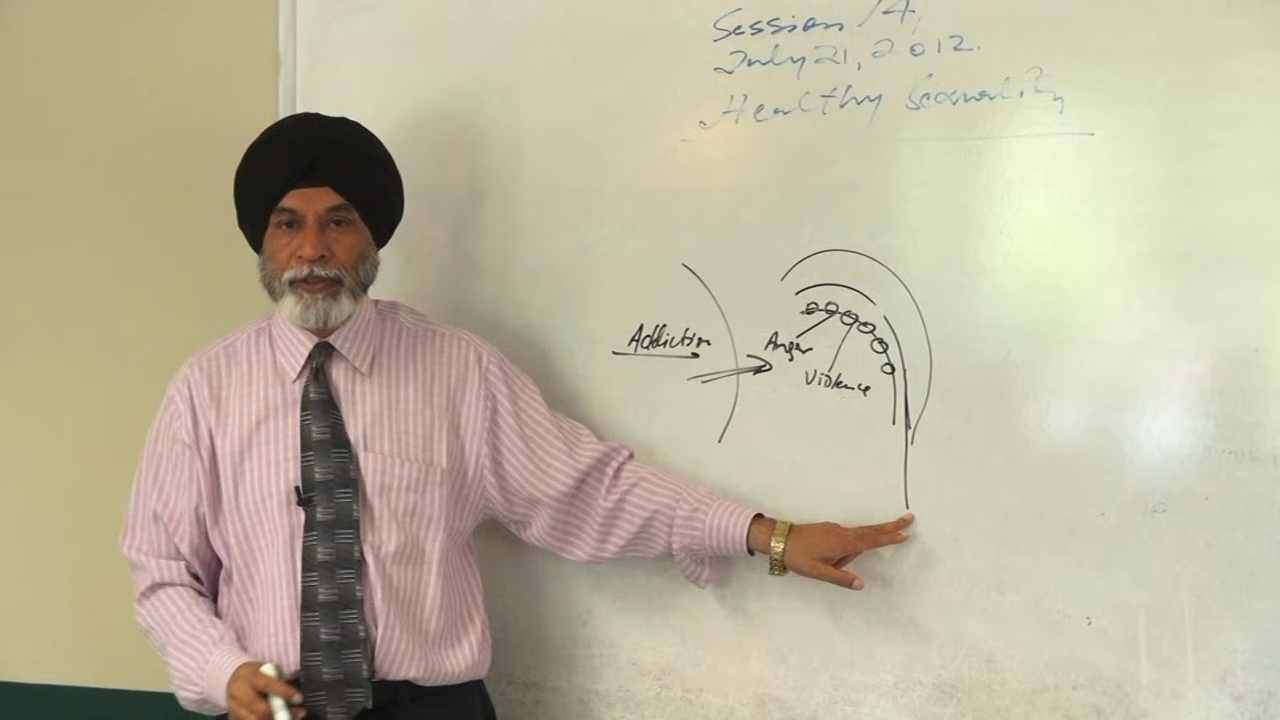 Session 14,
July 21, 2012.
Healthy Sexuality
Addiction
Anger
Violence